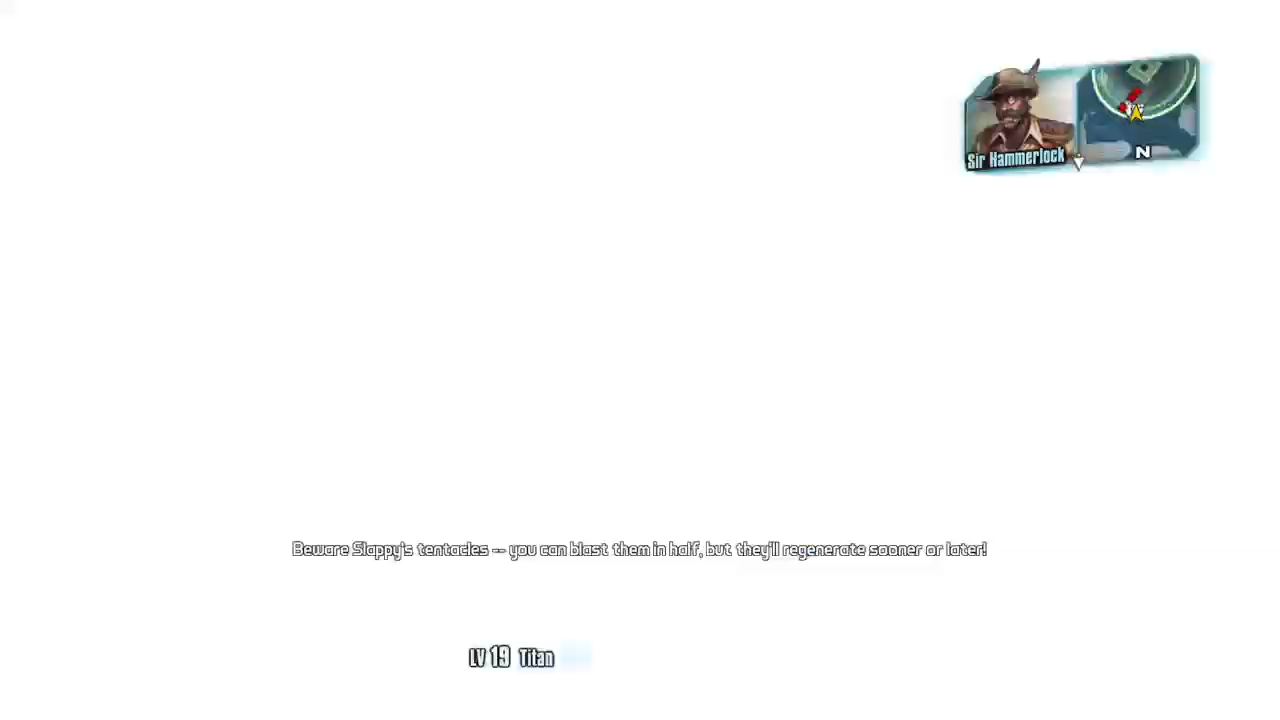 Sir Hammerlock
N
Beware Slappy's tentacles -- you can blast them in half, but they'll regenerate sooner or later!
LV 19 Titan